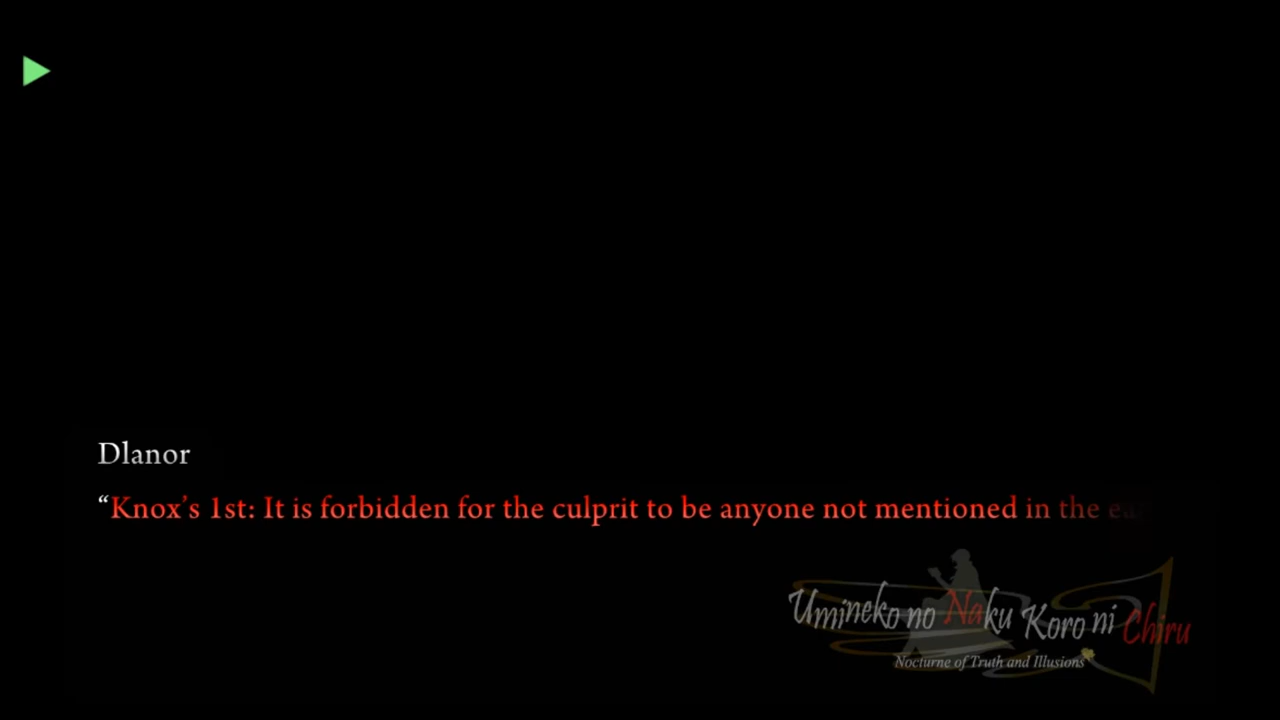 Dlanor
“Knox’s 1st: It is forbidden for the culprit to be anyone not mentioned in the
Umineko no Naku Koro ni Chiru
Nocturne of Truth and Illusions